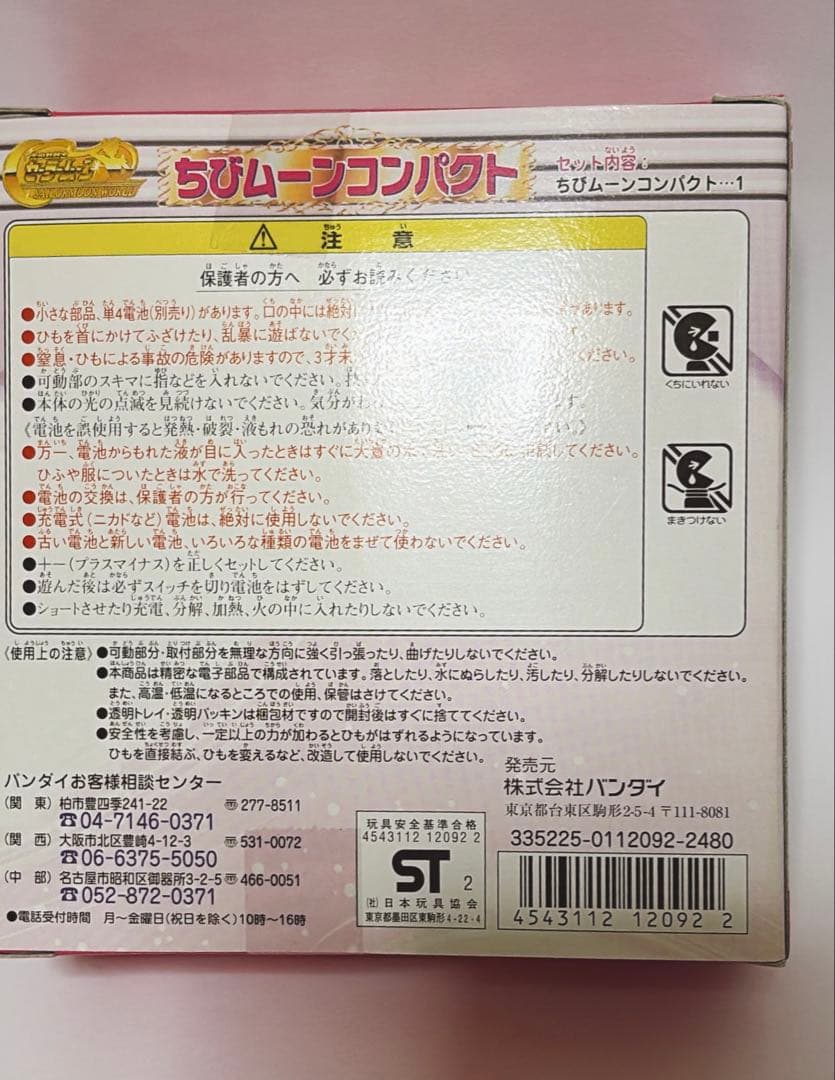 SAILORMOON WORLD
ちびムーンコンパクト
セット内容:
ちびムーンコンパクト…1
注意
保護者の方へ 必ずお読みください
●小さな部品、単4電池(別売り)があります。口の中には絶対 があります。
●ひもを首にかけてふざけたり、乱暴に遊ばないでく
●窒息・ひもによる事故の危険がありますので、3才未 ください。
●可動部のスキマに指などを入れないでください。
●本体の光の点滅を見続けないでください。気分が す。
《電池を誤使用すると発熱・破裂・液もれの恐れがあり
●万一、電池からもれた液が目に入ったときはすぐに大量の 相談してください。
ひふや服についたときは水で洗ってください。
●電池の交換は、保護者の方が行ってください。
●充電式(ニカドなど)電池は、絶対に使用しないでください。
●古い電池と新しい電池、いろいろな種類の電池をまぜて使わないでください。
●+−(プラスマイナス)を正しくセットしてください。
●遊んだ後は必ずスイッチを切り電池をはずしてください。
●ショートさせたり充電、分解、加熱、火の中に入れたりしないでください。
くちにいれない
まきつけない
〈使用上の注意〉●可動部分・取付部分を無理な方向に強く引っ張ったり、曲げたりしないでください。
●本商品は精密な電子部品で構成されています。落としたり、水にぬらしたり、汚したり、分解したりしないでください。
また、高温・低温になるところでの使用、保管はさけてください。
●透明トレイ・透明パッキンは梱包材ですので開封後はすぐに捨ててください。
●安全性を考慮し、一定以上の力が加わるとひもがはずれるようになっています。
ひもを直接結ぶ、ひもを変えるなど、改造して使用しないでください。
バンダイお客様相談センター
(関 東) 柏市豊四季241-22 〠277-8511
☎04-7146-0371
(関 西) 大阪市北区豊崎4-12-3 〠531-0072
☎06-6375-5050
(中 部) 名古屋市昭和区御器所3-2-5 〠466-0051
☎052-872-0371
●電話受付時間 月〜金曜日(祝日を除く)10時〜16時
玩具安全基準合格
4543112 12092 2
ST 2
(社)日本玩具協会
東京都墨田区東駒形4-22-4
発売元
株式会社バンダイ
東京都台東区駒形2-5-4 〒111-8081
335225-0112092-2480
4543112 12092 2